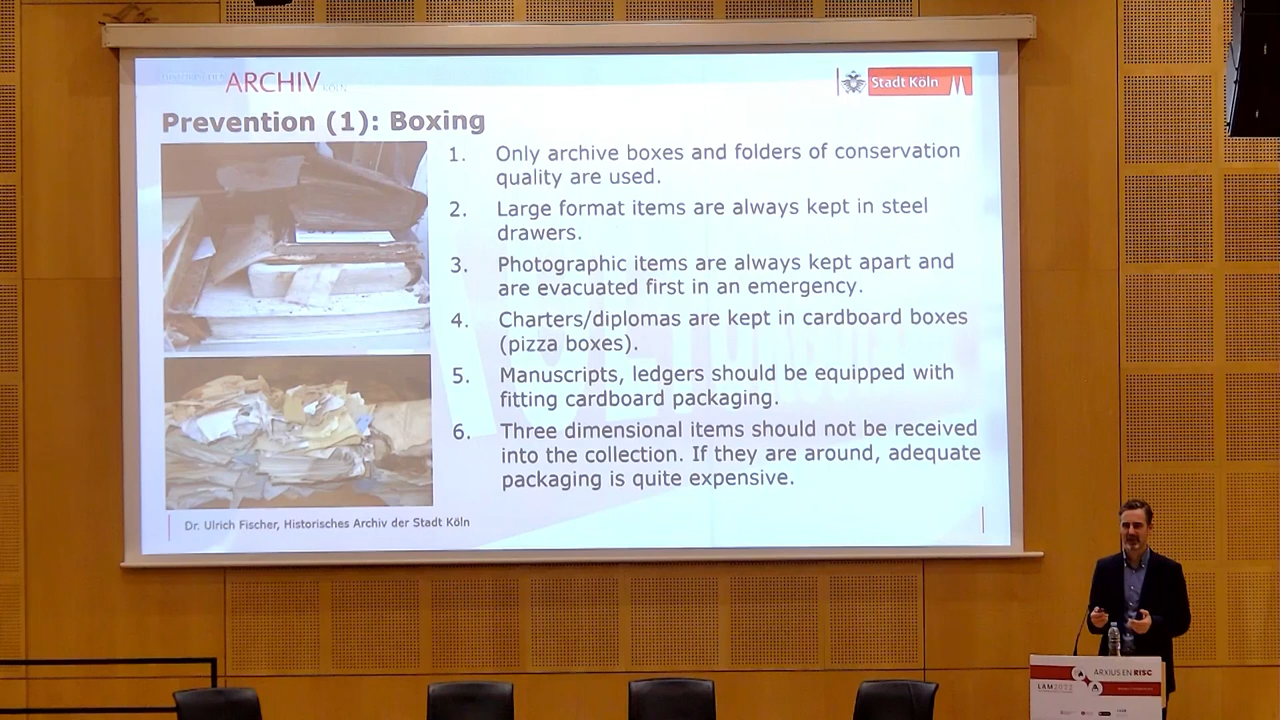 ARCHIV
KÖLN
Stadt Köln
Prevention (1): Boxing
1. Only archive boxes and folders of conservation
quality are used.
2. Large format items are always kept in steel
drawers.
3. Photographic items are always kept apart and
are evacuated first in an emergency.
4. Charters/diplomas are kept in cardboard boxes
(pizza boxes).
5. Manuscripts, ledgers should be equipped with
fitting cardboard packaging.
6. Three dimensional items should not be received
into the collection. If they are around, adequate
packaging is quite expensive.
Dr. Ulrich Fischer, Historisches Archiv der Stadt Köln
ARXIUS EN RISC
LAM2022